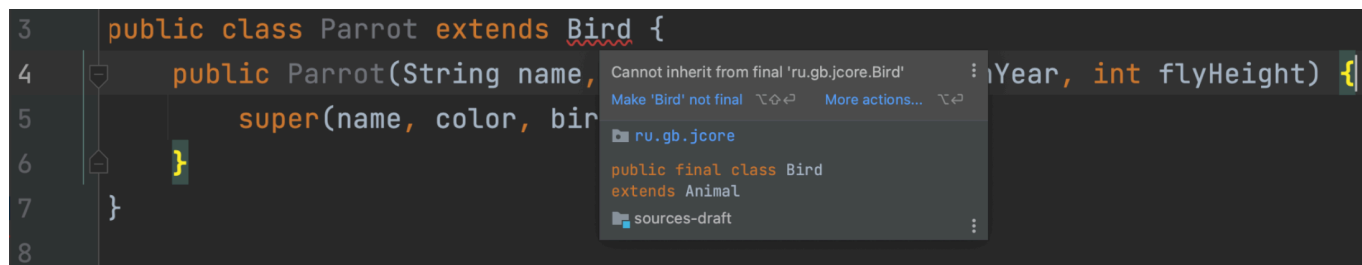 3 public class Parrot extends Bird {
4 public Parrot(String name, Year, int flyHeight) {
5 super(name, color,
6 }
7 }
8
Cannot inherit from final 'ru.gb.jcore.Bird'
Make 'Bird' not final ⌥⇧⏎ More actions... ⌥⏎
ru.gb.jcore
public final class Bird
extends Animal
sources-draft